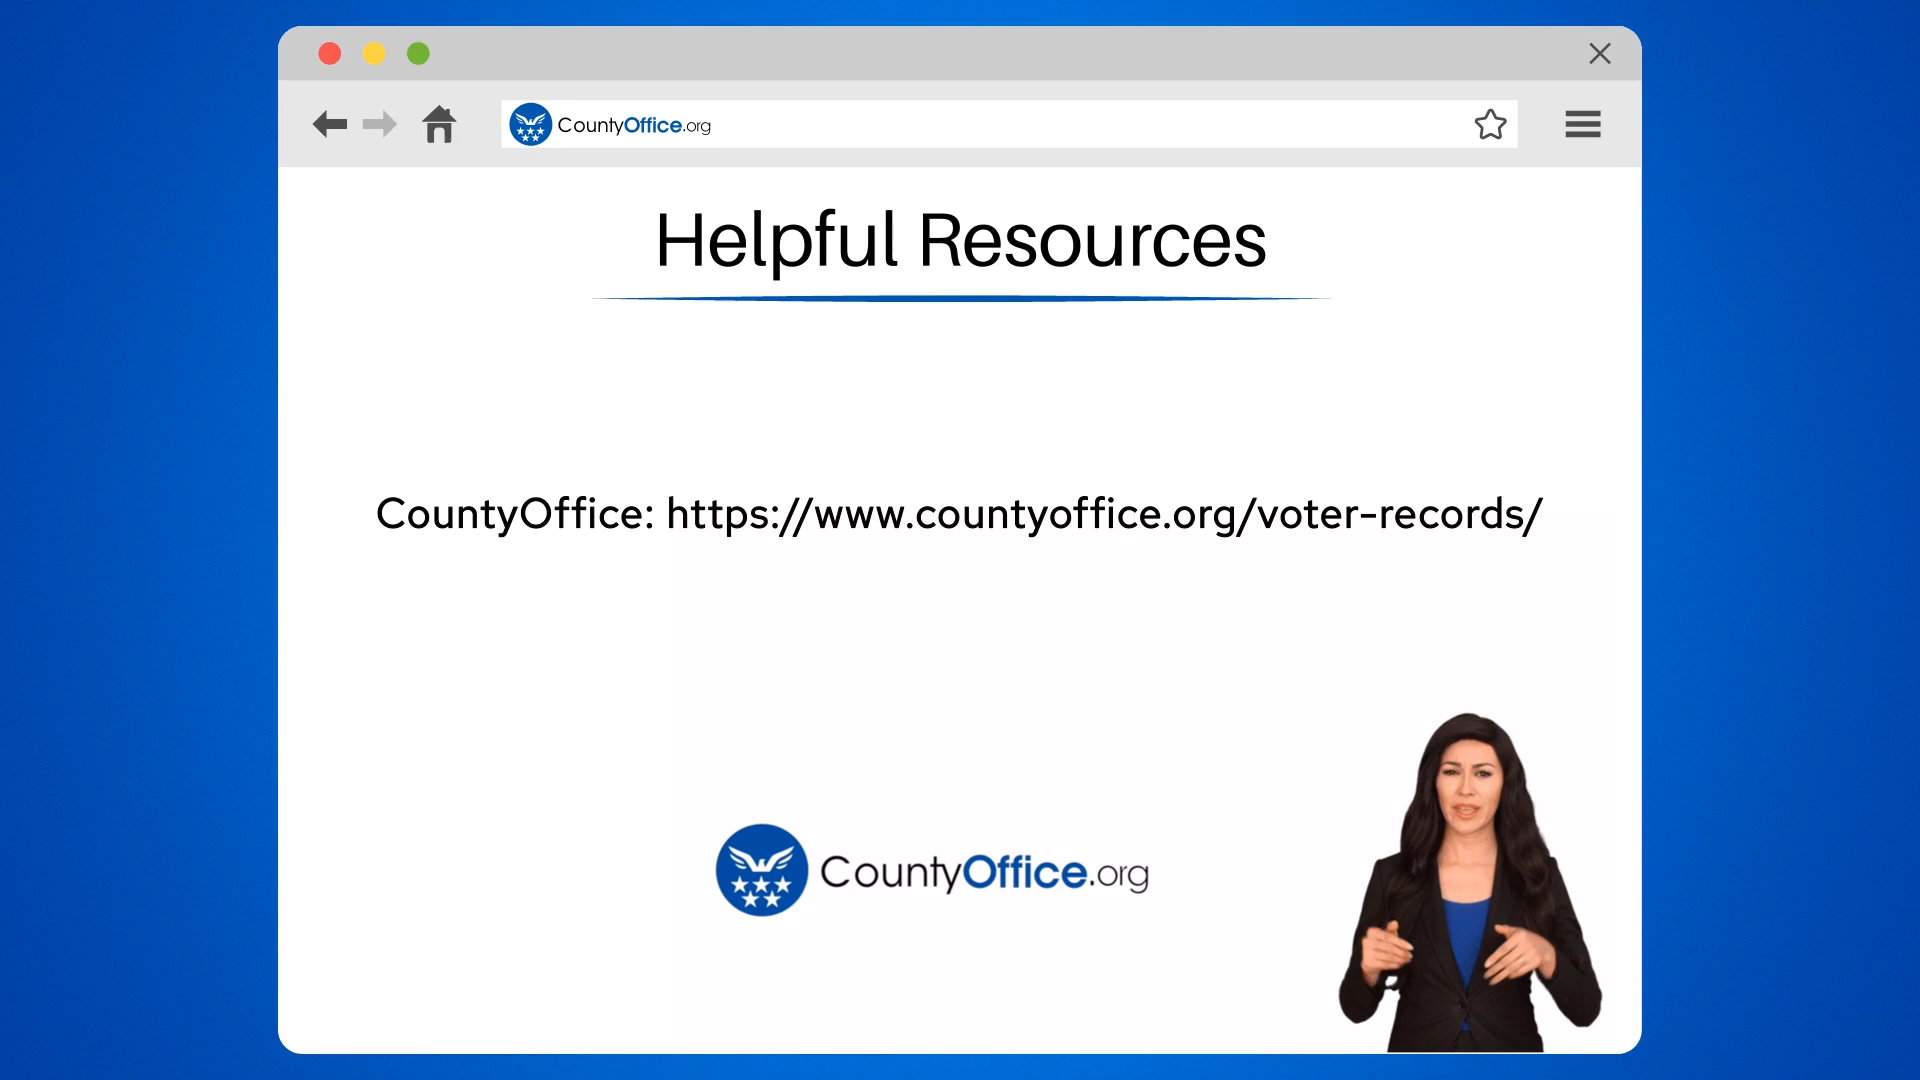 CountyOffice.org
Helpful Resources
CountyOffice: https://www.countyoffice.org/voter-records/
CountyOffice.org